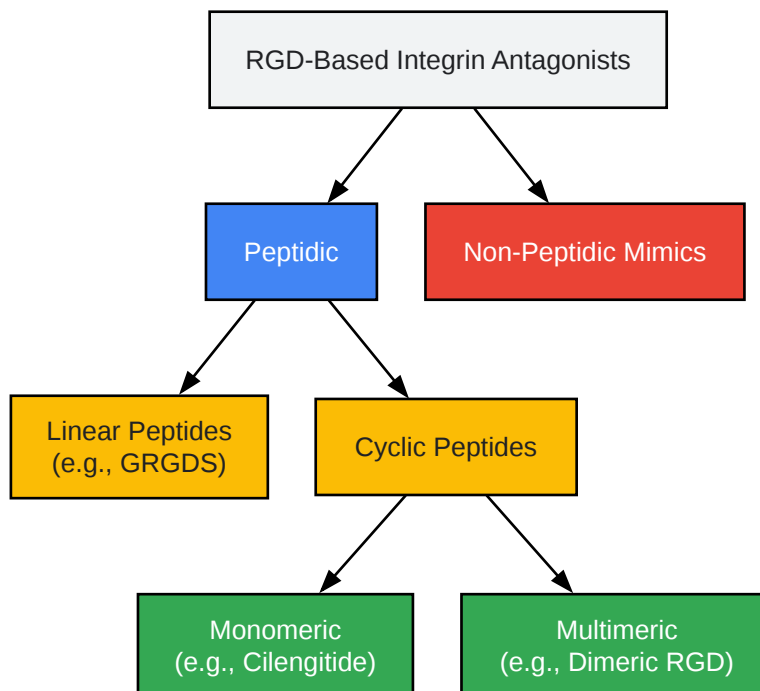 RGD-Based Integrin Antagonists
Peptidic
Non-Peptidic Mimics
Linear Peptides
(e.g., GRGDS)
Cyclic Peptides
Monomeric
(e.g., Cilengitide)
Multimeric
(e.g., Dimeric RGD)